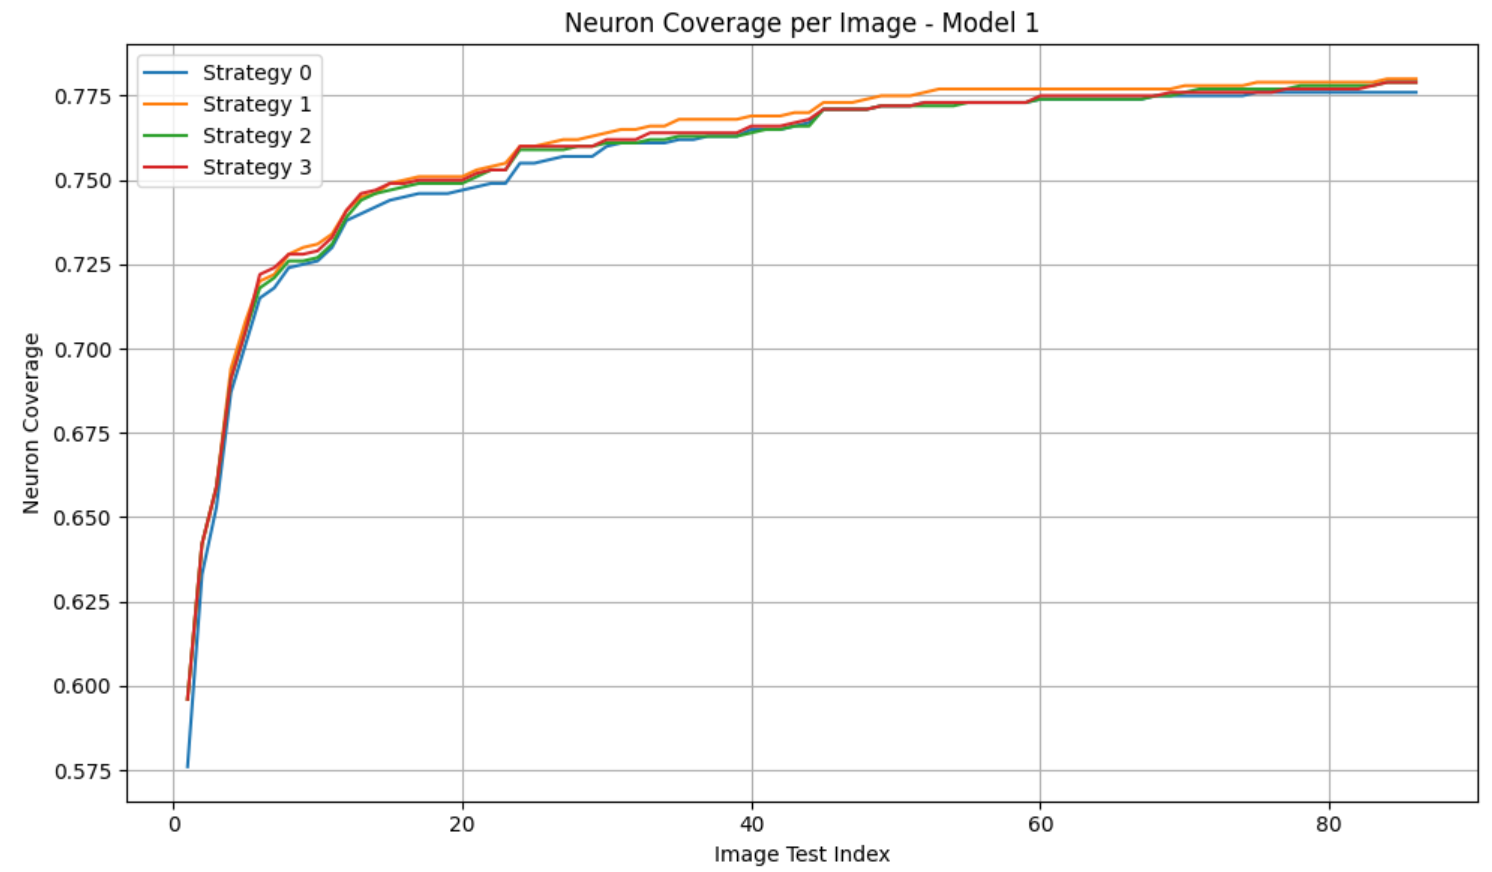 Neuron Coverage per Image - Model 1
Strategy 0
Strategy 1
Strategy 2
Strategy 3
Neuron Coverage
0.775
0.750
0.725
0.700
0.675
0.650
0.625
0.600
0.575
0 20 40 60 80
Image Test Index